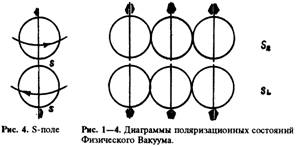 S
S
S_R
S_L
Рис. 4. S-поле
Рис. 1—4. Диаграммы поляризационных состояний
Физического Вакуума.